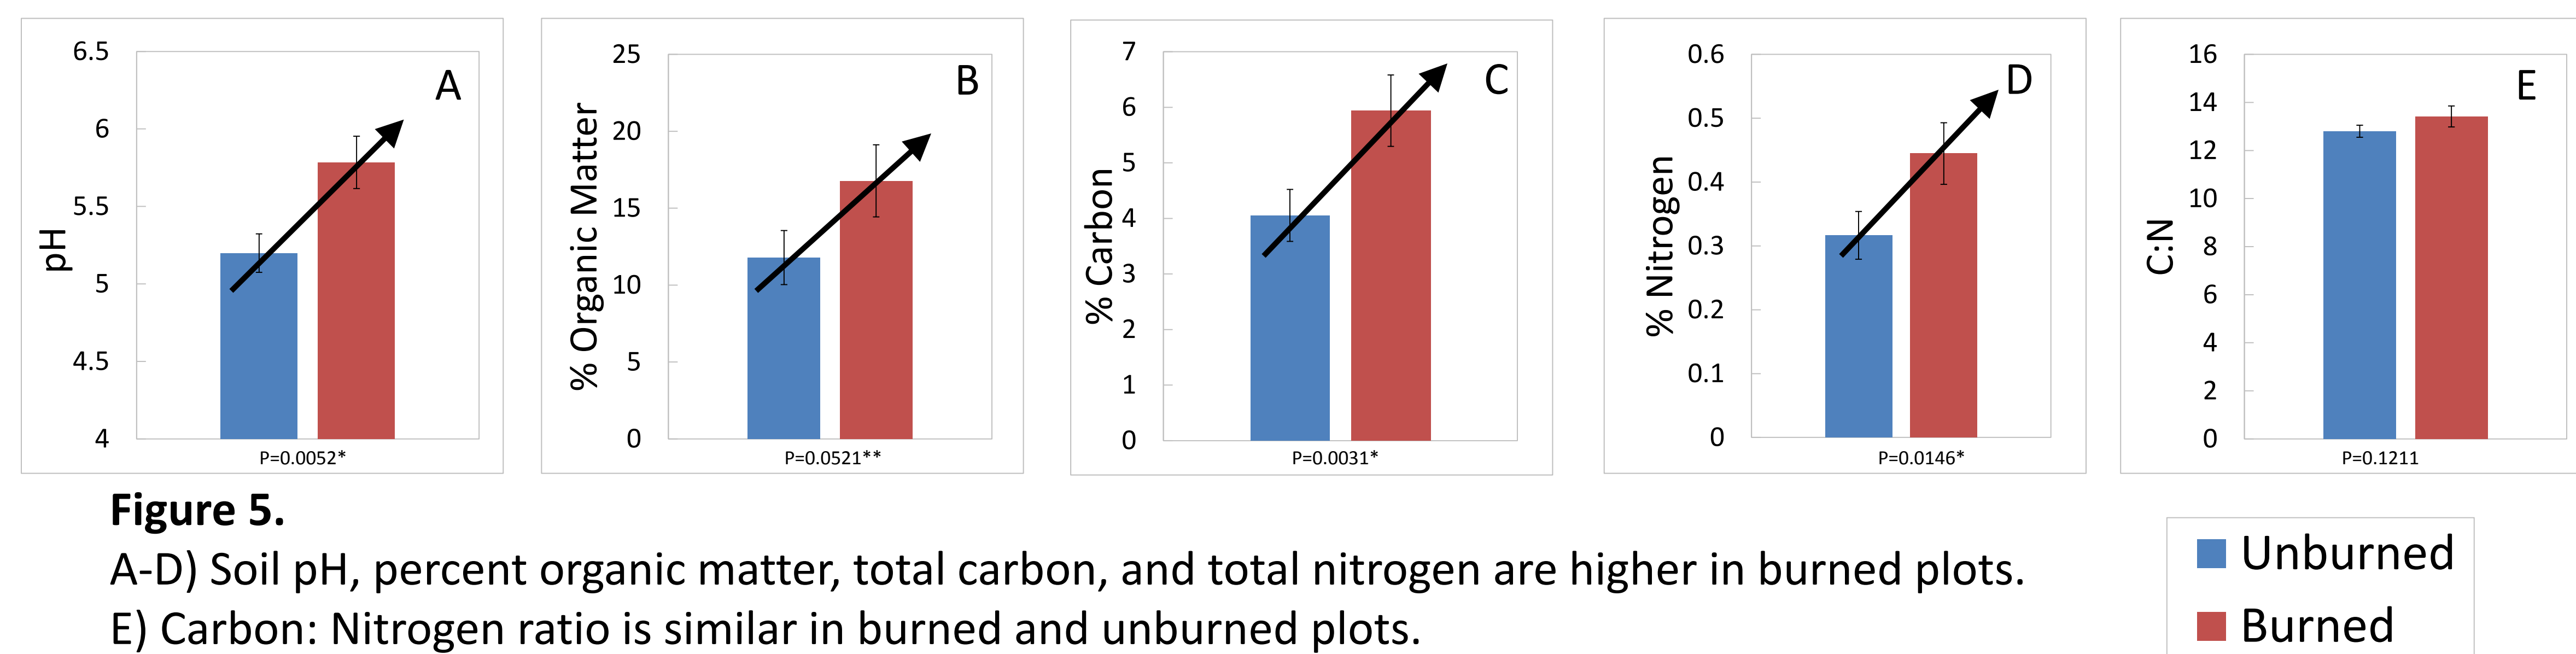 A
6.5
6
5.5
5
4.5
4
pH
P=0.0052*
B
25
20
15
10
5
0
% Organic Matter
P=0.0521**
C
7
6
5
4
3
2
1
0
% Carbon
P=0.0031*
D
0.6
0.5
0.4
0.3
0.2
0.1
0
% Nitrogen
P=0.0146*
E
16
14
12
10
8
6
4
2
0
C:N
P=0.1211
Figure 5.
A-D) Soil pH, percent organic matter, total carbon, and total nitrogen are higher in burned plots.
E) Carbon: Nitrogen ratio is similar in burned and unburned plots.
Unburned
Burned